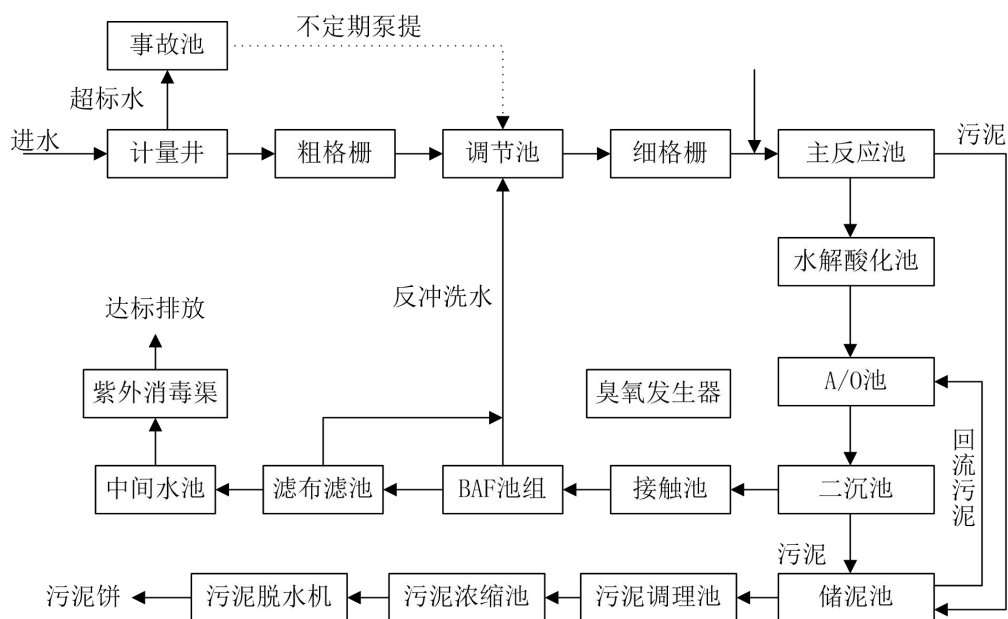 不定期泵提
事故池
超标水
进水
计量井
粗格栅
调节池
细格栅
主反应池
污泥
水解酸化池
反冲洗水
达标排放
紫外消毒渠
臭氧发生器
A/O池
回流污泥
中间水池
滤布滤池
BAF池组
接触池
二沉池
污泥
污泥饼
污泥脱水机
污泥浓缩池
污泥调理池
储泥池